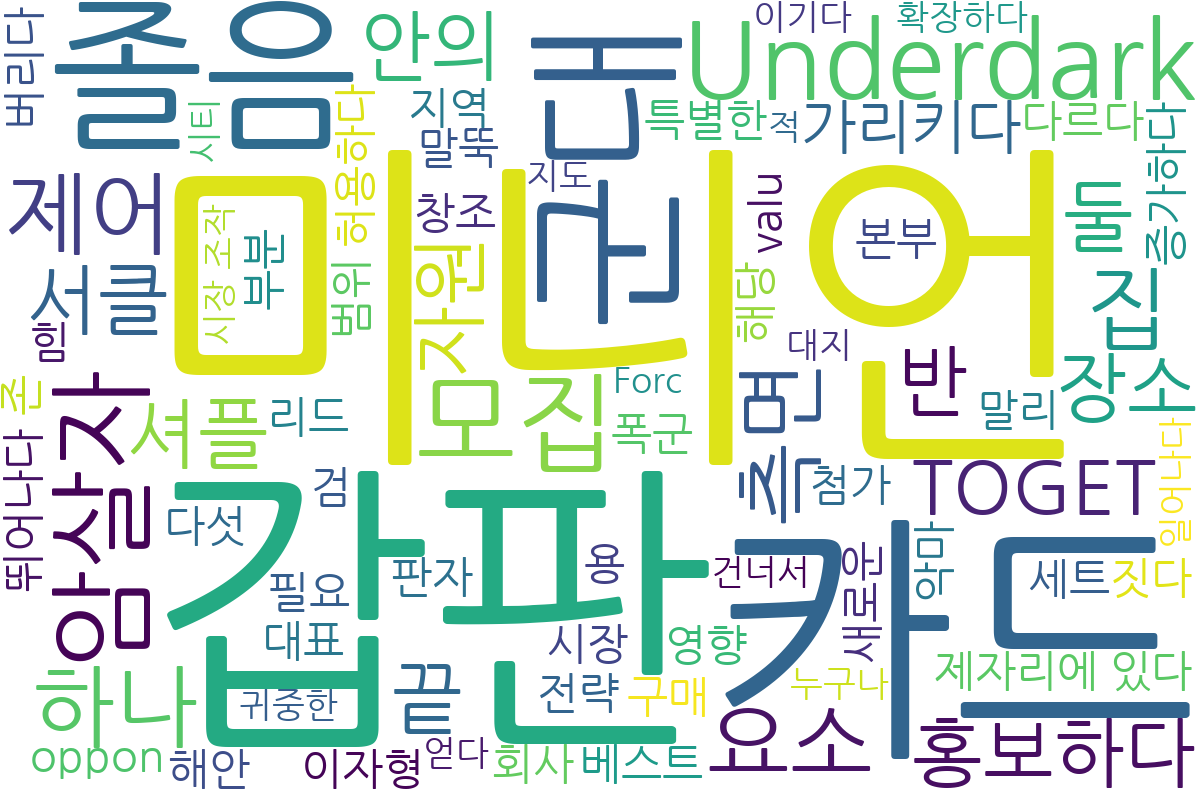 버리다
졸음
안의
이기다
확장하다
Underdark
군대
시티
허용하다
지역
말뚝
특별한
적
가리키다
다르다
증가하다
제어
미니언
지도
창조
valu
본부
둘
서클
시장 조작
부분
범위
자원
해당
집
힘
대지
존
암살자
셔플
리드
모집
Forc
폭군
측면
반
말리
장소
뛰어나다
갑판
검
다섯
첨가
TOGET
일어나다
카드
필요
판자
용
건너서
새로운
악마
세트
짓다
대표
시장
영향
하나
귀중한
끝
전략
구매
누구나
제자리에 있다
oppon
해안
이자형
얻다
회사
베스트
요소
홍보하다